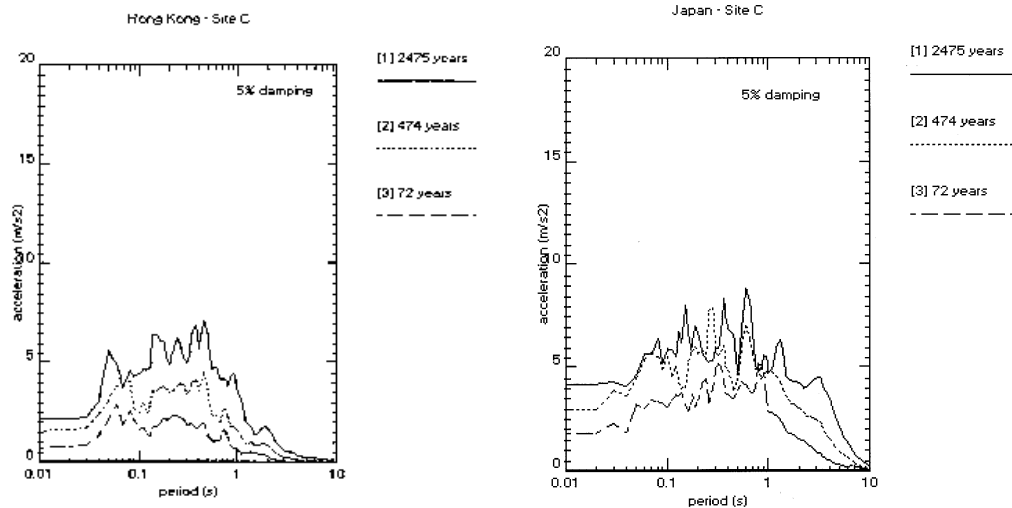 Hong Kong - Site C
20
15
10
5
0
0.01
0.1
1
10
acceleration (m/s2)
period (s)
5% damping
[1] 2475 years
[2] 474 years
[3] 72 years
Japan - Site C
20
15
10
5
0
0.01
0.1
1
10
acceleration (m/s2)
period (s)
5% damping
[1] 2475 years
[2] 474 years
[3] 72 years